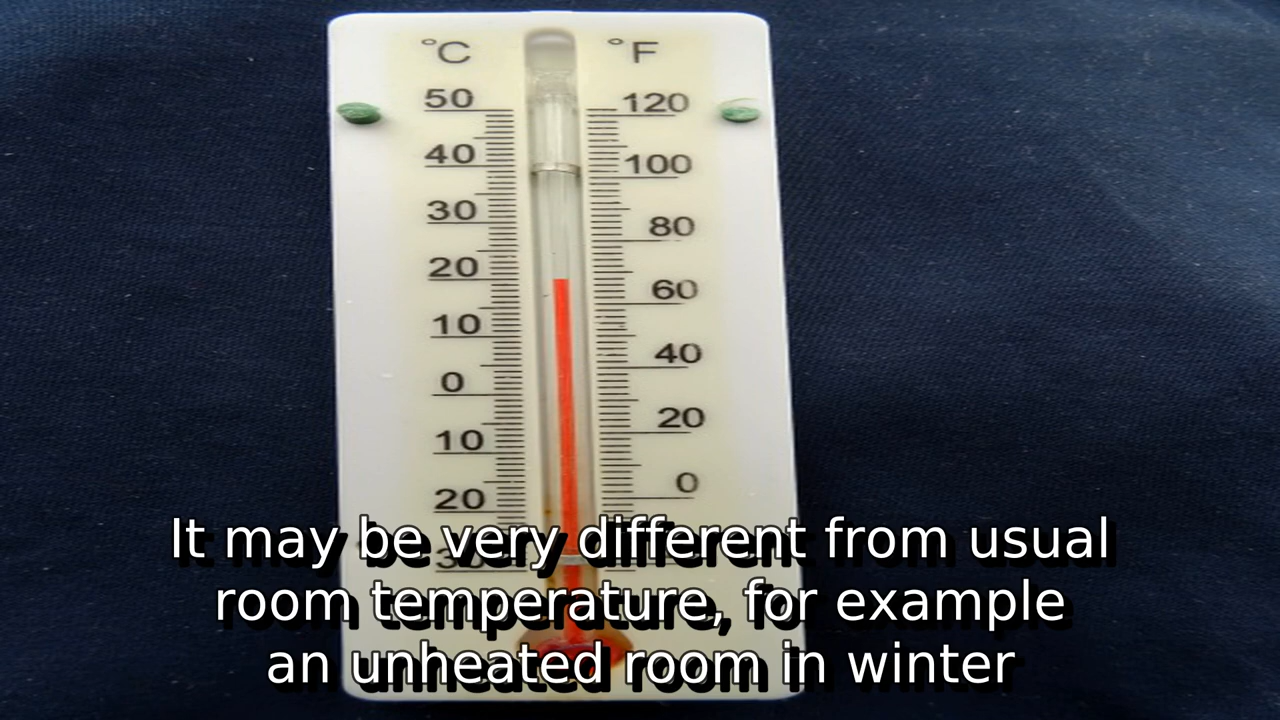 °C °F
50 120
40 100
30 80
20 60
10 40
0 20
10 0
20
30
It may be very different from usual
room temperature, for example
an unheated room in winter